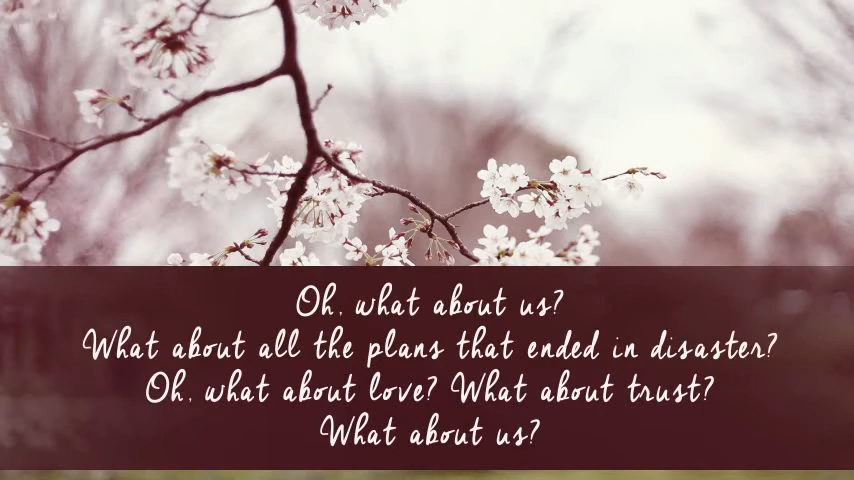 Oh, what about us?
What about all the plans that ended in disaster?
Oh, what about love? What about trust?
What about us?